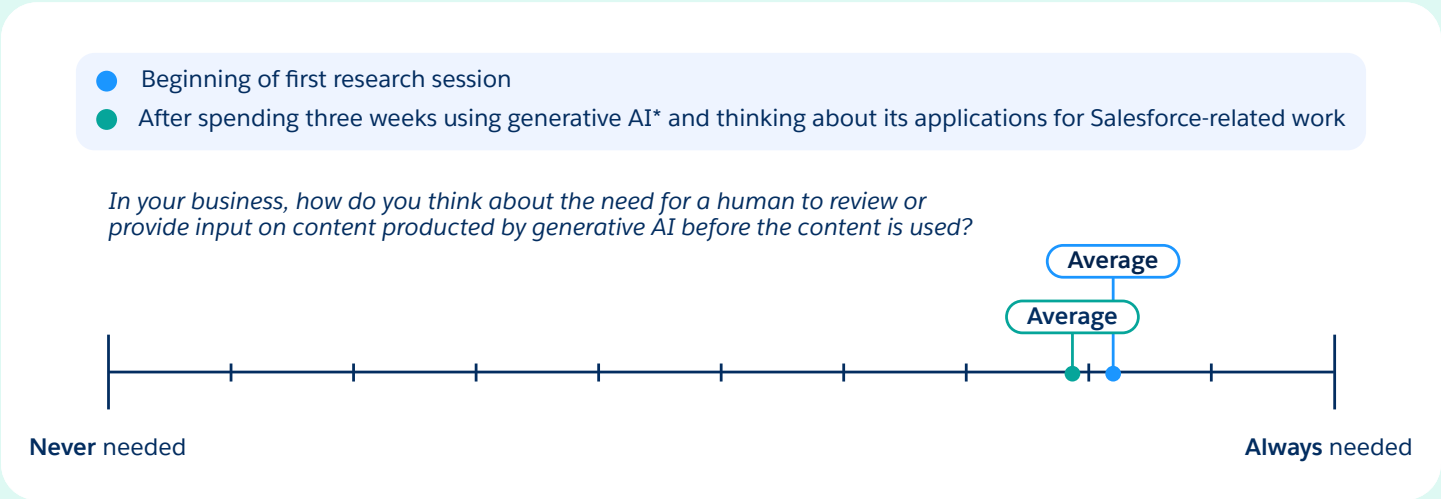 Beginning of first research session
After spending three weeks using generative AI* and thinking about its applications for Salesforce-related work
In your business, how do you think about the need for a human to review or
provide input on content producted by generative AI before the content is used?
Average
Average
Never needed
Always needed